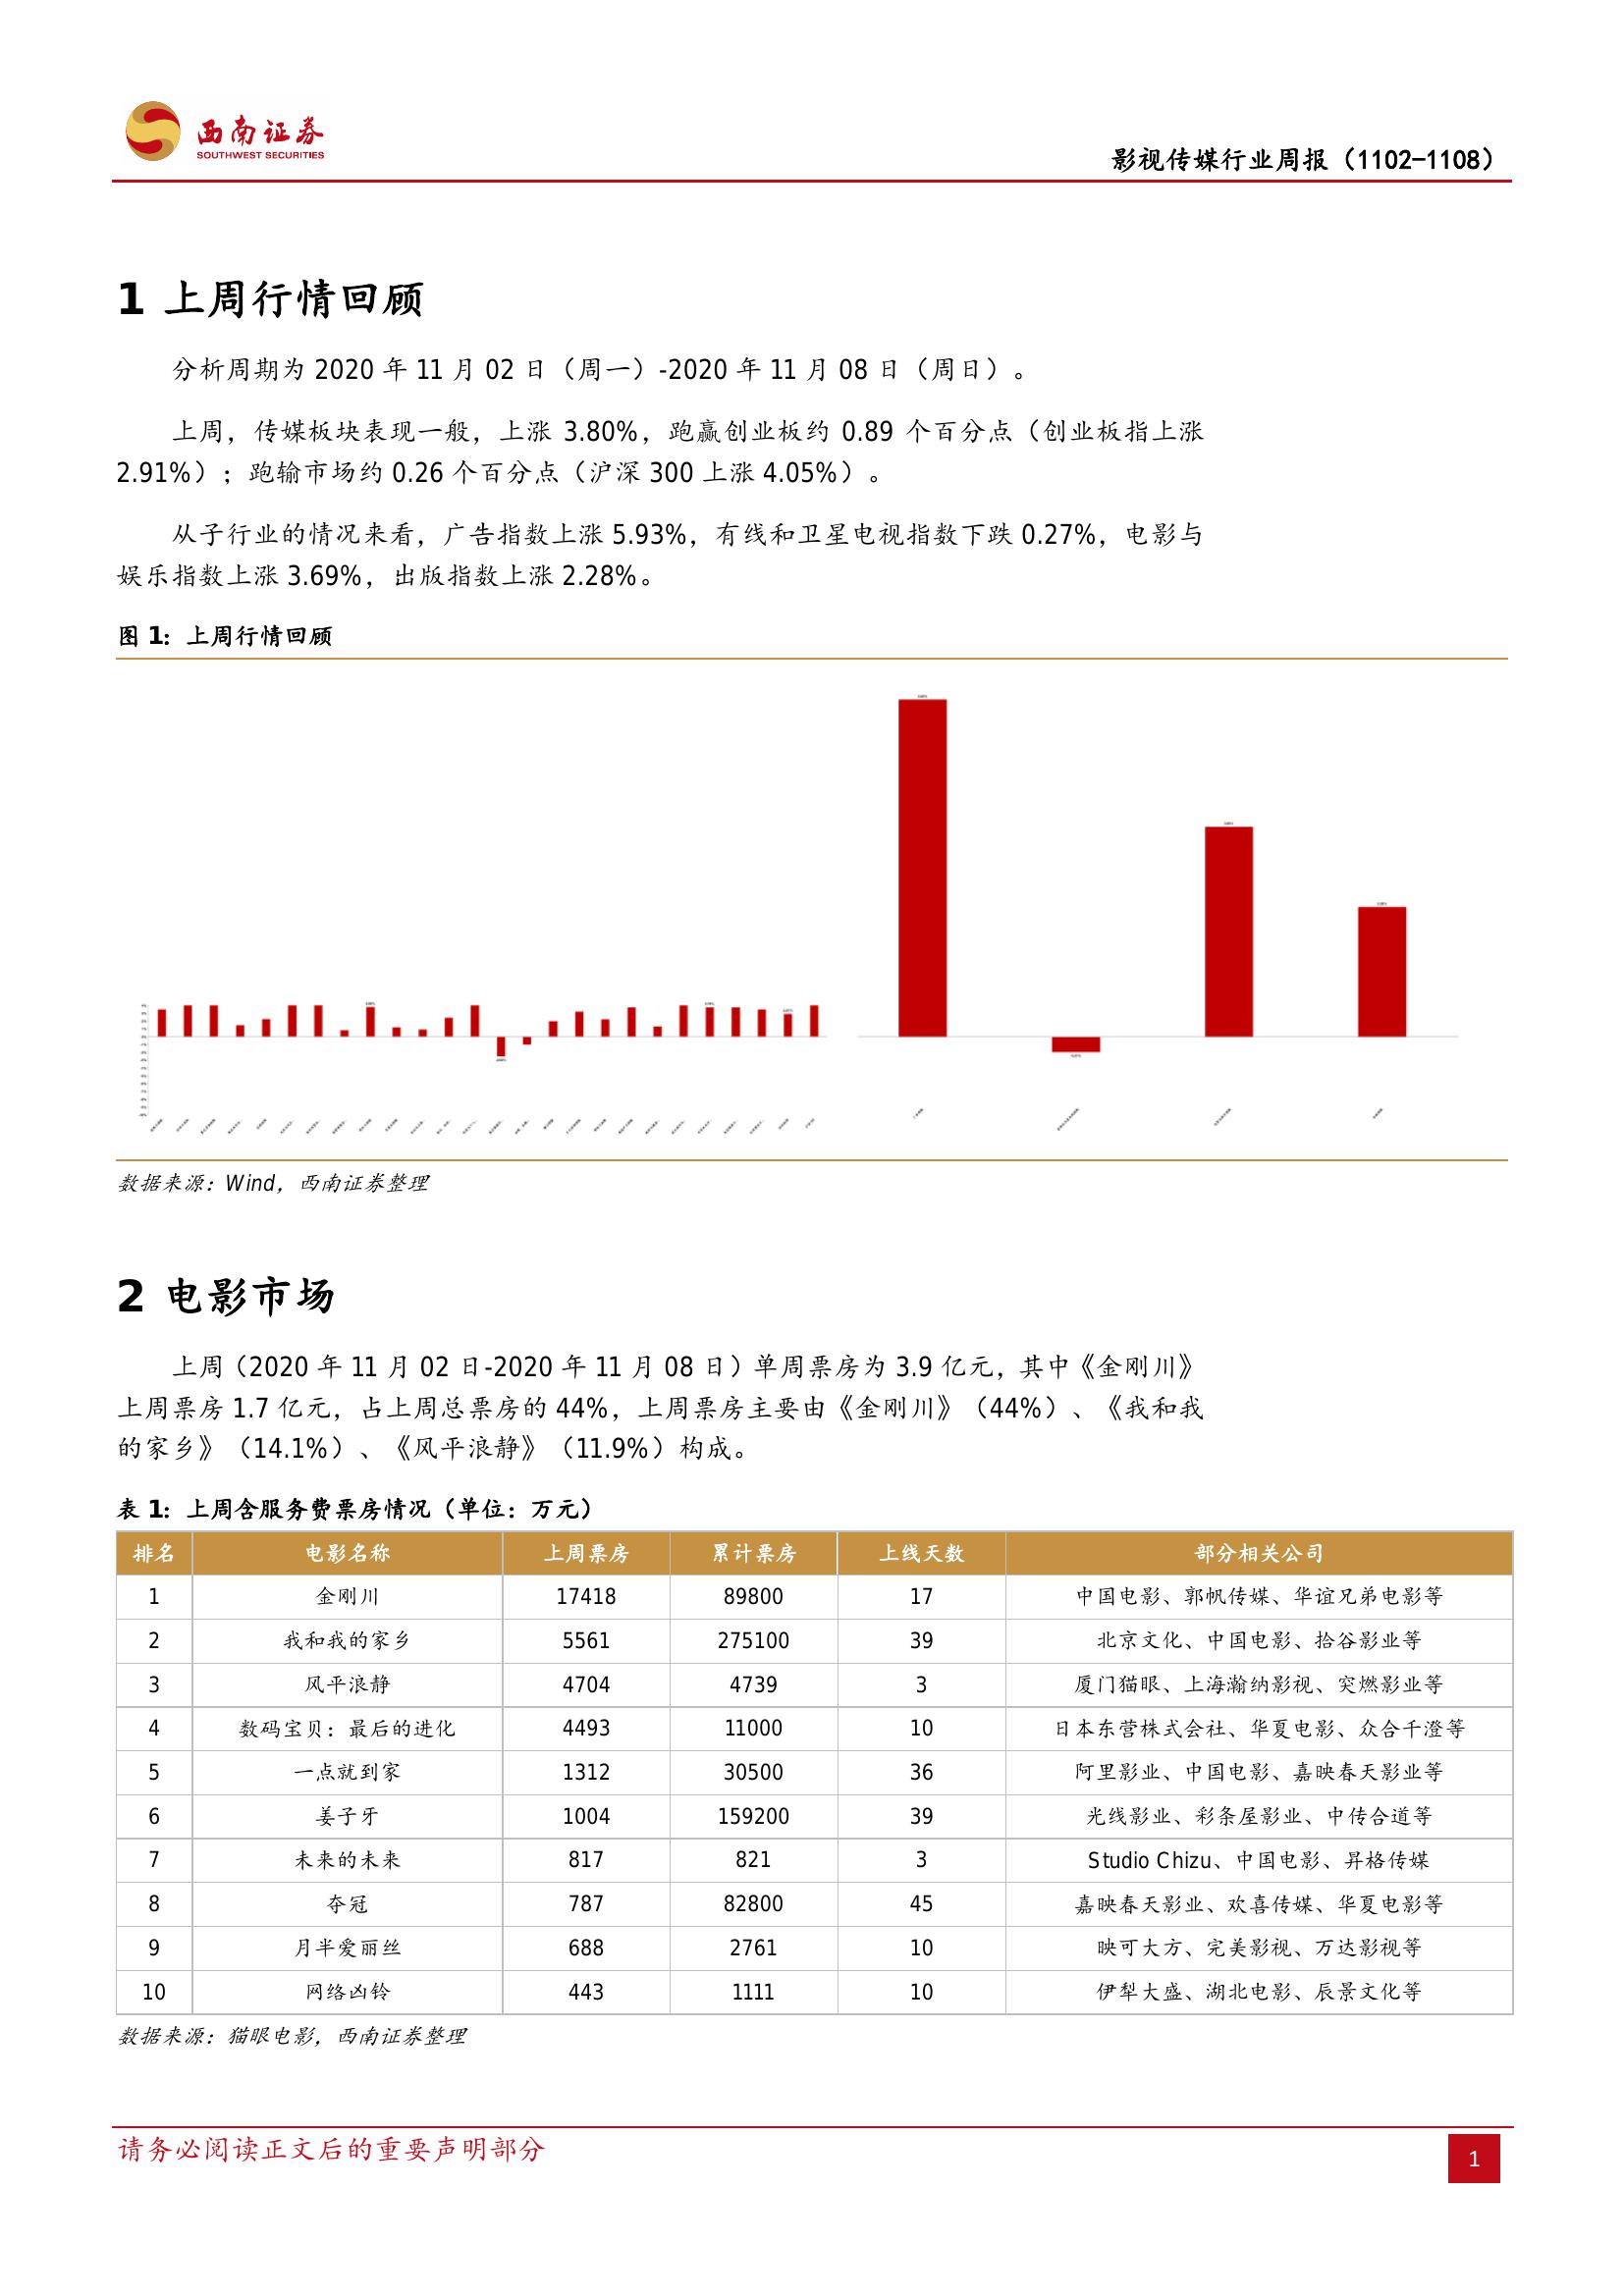 西南证券
SOUTHWEST SECURITIES
影视传媒行业周报（1102-1108）
1 上周行情回顾
分析周期为 2020 年 11 月 02 日（周一）-2020 年 11 月 08 日（周日）。
上周，传媒板块表现一般，上涨 3.80%，跑赢创业板约 0.89 个百分点（创业板指上涨
2.91%）；跑输市场约 0.26 个百分点（沪深 300 上涨 4.05%）。
从子行业的情况来看，广告指数上涨 5.93%，有线和卫星电视指数下跌 0.27%，电影与
娱乐指数上涨 3.69%，出版指数上涨 2.28%。
图 1：上周行情回顾
数据来源：Wind，西南证券整理
2 电影市场
上周（2020 年 11 月 02 日-2020 年 11 月 08 日）单周票房为 3.9 亿元，其中《金刚川》
上周票房 1.7 亿元，占上周总票房的 44%，上周票房主要由《金刚川》（44%）、《我和我
的家乡》（14.1%）、《风平浪静》（11.9%）构成。
表 1：上周含服务费票房情况（单位：万元）
排名 电影名称 上周票房 累计票房 上线天数 部分相关公司
1 金刚川 17418 89800 17 中国电影、郭帆传媒、华谊兄弟电影等
2 我和我的家乡 5561 275100 39 北京文化、中国电影、拾谷影业等
3 风平浪静 4704 4739 3 厦门猫眼、上海瀚纳影视、突燃影业等
4 数码宝贝：最后的进化 4493 11000 10 日本东营株式会社、华夏电影、众合千澄等
5 一点就到家 1312 30500 36 阿里影业、中国电影、嘉映春天影业等
6 姜子牙 1004 159200 39 光线影业、彩条屋影业、中传合道等
7 未来的未来 817 821 3 Studio Chizu、中国电影、昇格传媒
8 夺冠 787 82800 45 嘉映春天影业、欢喜传媒、华夏电影等
9 月半爱丽丝 688 2761 10 映可大方、完美影视、万达影视等
10 网络凶铃 443 1111 10 伊犁大盛、湖北电影、辰景文化等
数据来源：猫眼电影，西南证券整理
请务必阅读正文后的重要声明部分
1